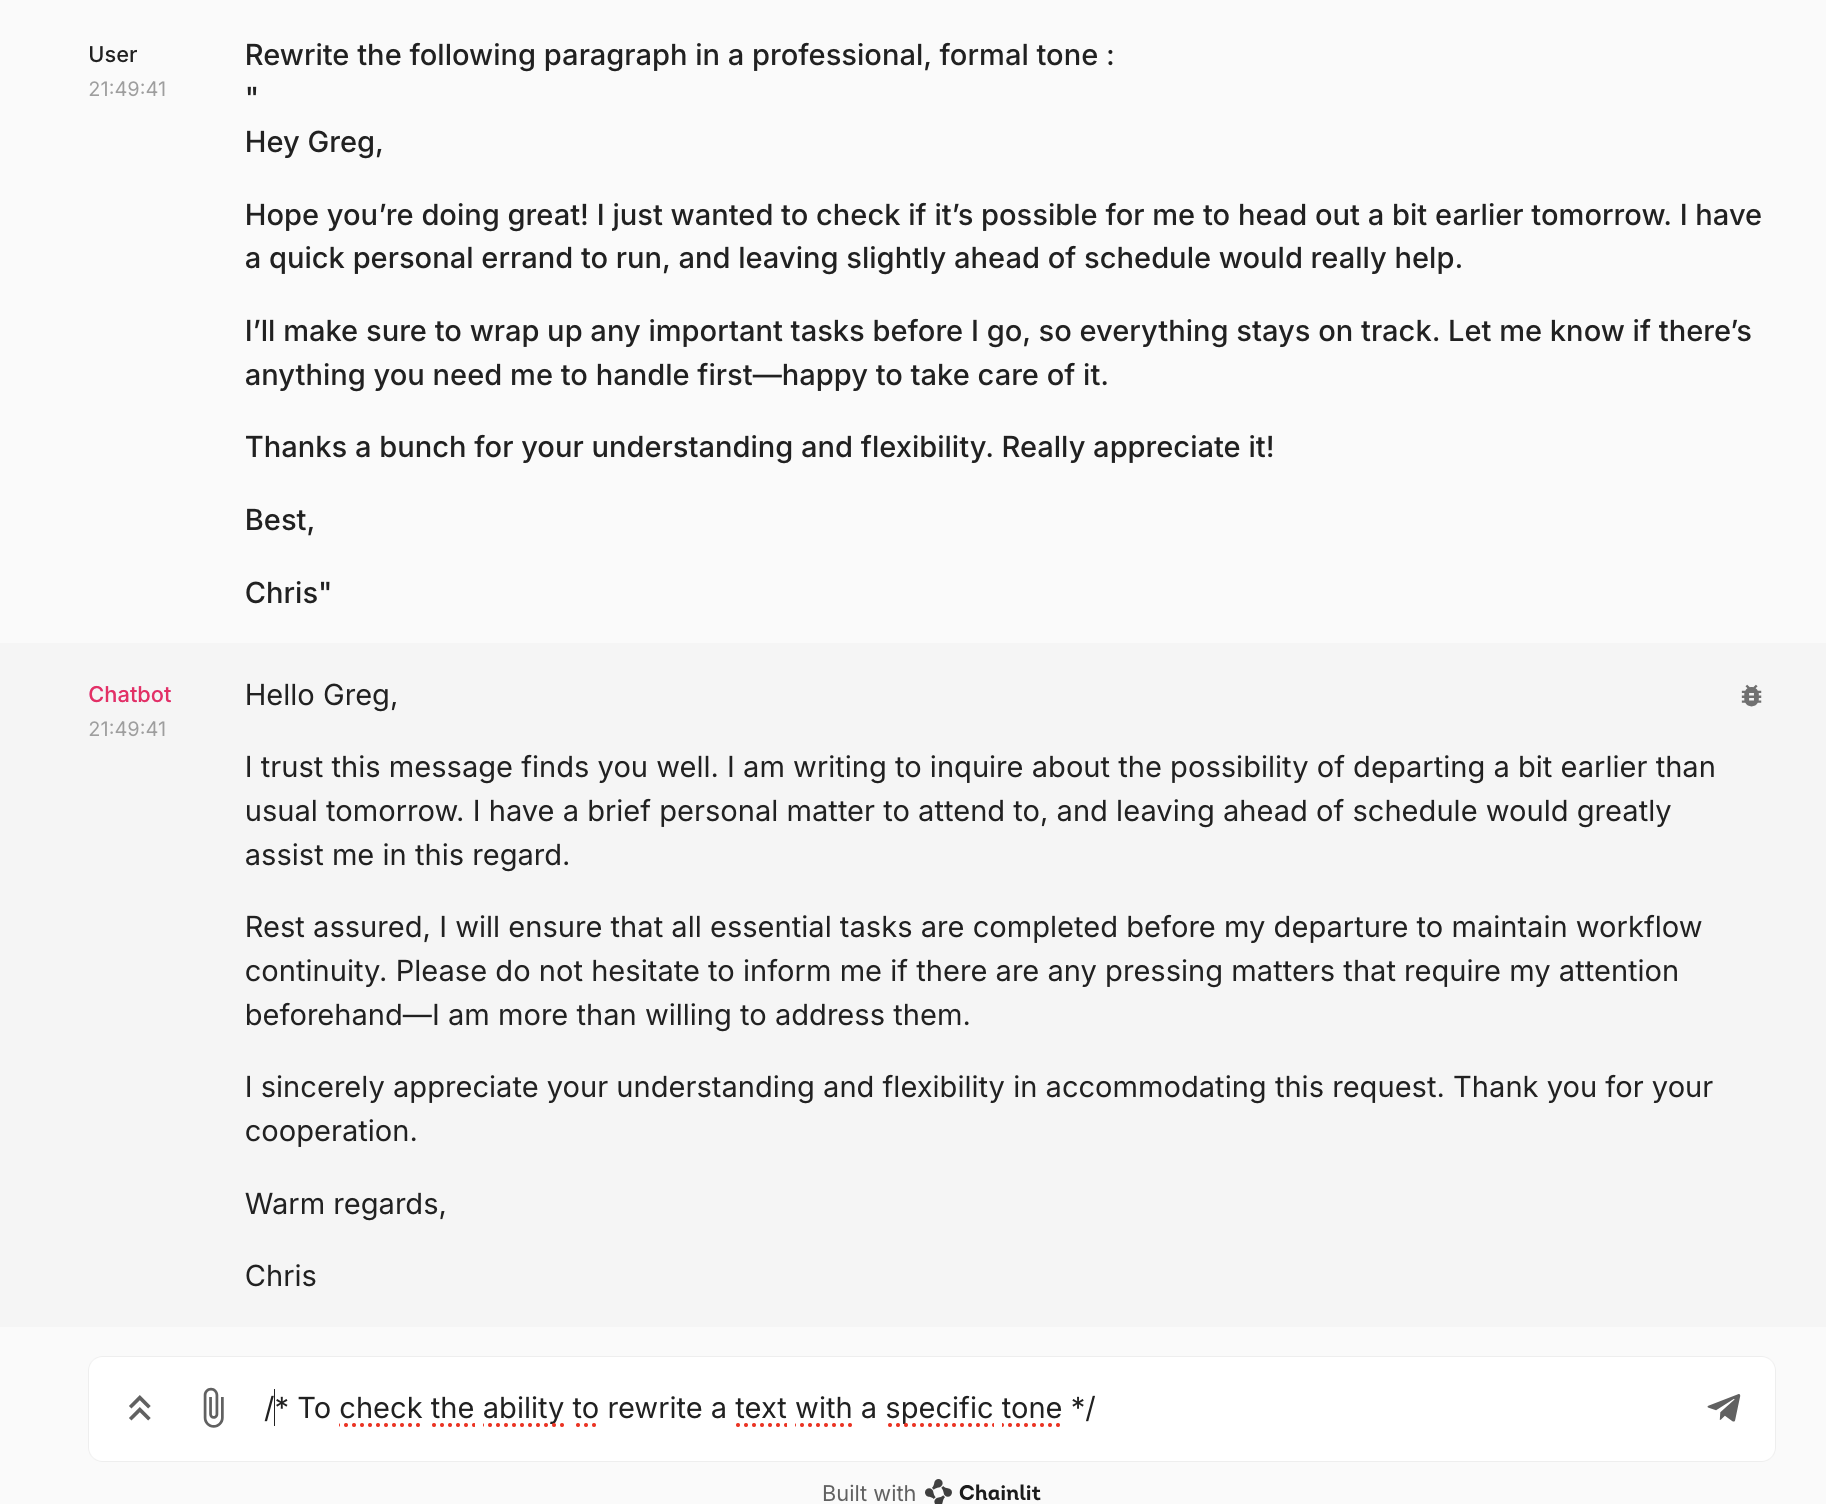 User
21:49:41
Rewrite the following paragraph in a professional, formal tone :
"
Hey Greg,
Hope you’re doing great! I just wanted to check if it’s possible for me to head out a bit earlier tomorrow. I have
a quick personal errand to run, and leaving slightly ahead of schedule would really help.
I’ll make sure to wrap up any important tasks before I go, so everything stays on track. Let me know if there’s
anything you need me to handle first—happy to take care of it.
Thanks a bunch for your understanding and flexibility. Really appreciate it!
Best,
Chris"
Chatbot
21:49:41
Hello Greg,
I trust this message finds you well. I am writing to inquire about the possibility of departing a bit earlier than
usual tomorrow. I have a brief personal matter to attend to, and leaving ahead of schedule would greatly
assist me in this regard.
Rest assured, I will ensure that all essential tasks are completed before my departure to maintain workflow
continuity. Please do not hesitate to inform me if there are any pressing matters that require my attention
beforehand—I am more than willing to address them.
I sincerely appreciate your understanding and flexibility in accommodating this request. Thank you for your
cooperation.
Warm regards,
Chris
/* To check the ability to rewrite a text with a specific tone */
Built with Chainlit